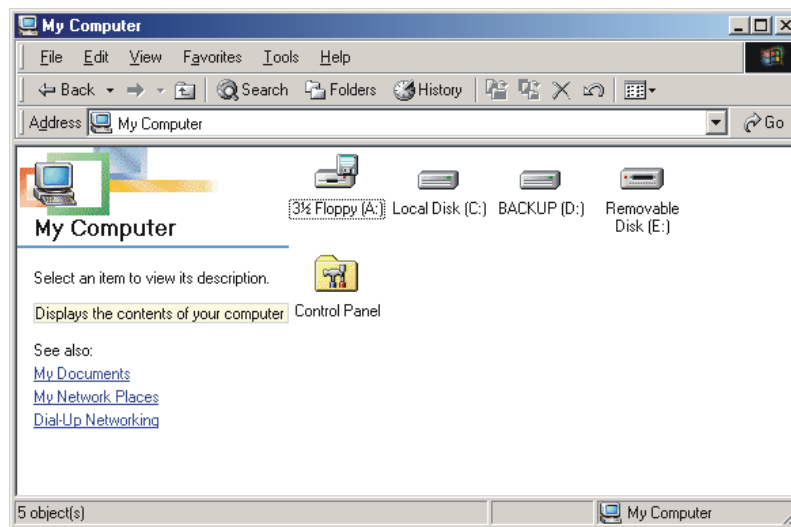 My Computer
File Edit View Favorites Tools Help
Back Search Folders History
Address My Computer Go
3½ Floppy (A:) Local Disk (C:) BACKUP (D:) Removable
Disk (E:)
My Computer
Select an item to view its description.
Displays the contents of your computer
Control Panel
See also:
My Documents
My Network Places
Dial-Up Networking
5 object(s) My Computer